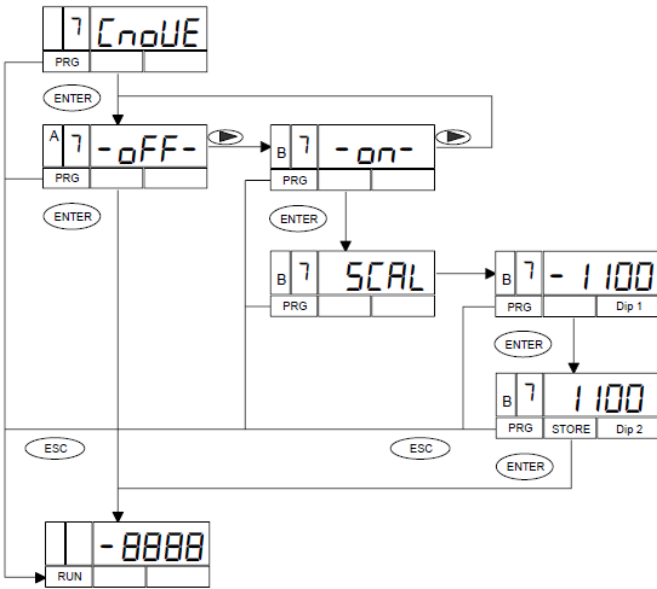 7 CnoUE
PRG
ENTER
A 7 -oFF-
PRG
ENTER
B 7 -on-
PRG
ENTER
B 7 SCAL
PRG
B 7 -1100
PRG Dip 1
ENTER
B 7 1100
PRG STORE Dip 2
ENTER
ESC
ESC
-8888
RUN